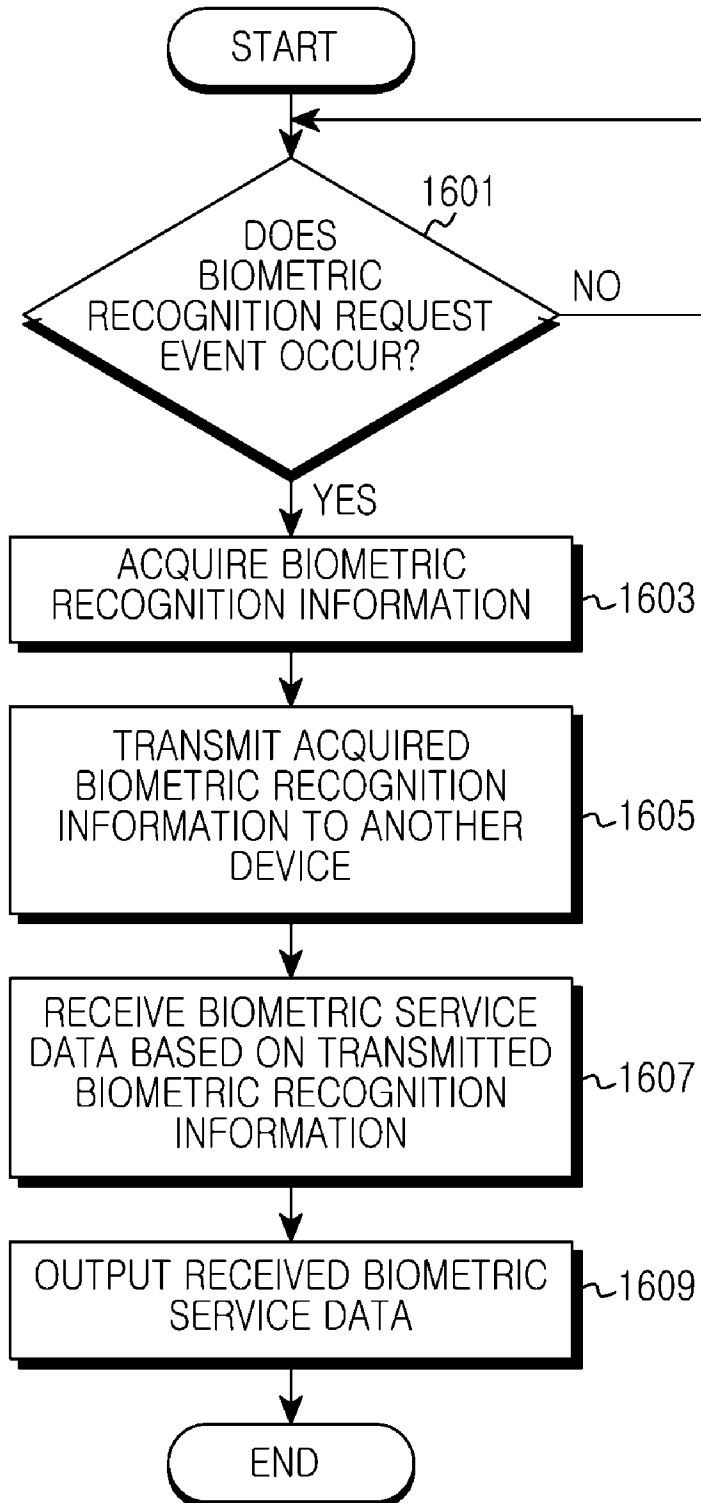 START
1601
DOES
BIOMETRIC
RECOGNITION REQUEST
EVENT OCCUR?
NO
YES
ACQUIRE BIOMETRIC
RECOGNITION INFORMATION
1603
TRANSMIT ACQUIRED
BIOMETRIC RECOGNITION
INFORMATION TO ANOTHER
DEVICE
1605
RECEIVE BIOMETRIC SERVICE
DATA BASED ON TRANSMITTED
BIOMETRIC RECOGNITION
INFORMATION
1607
OUTPUT RECEIVED BIOMETRIC
SERVICE DATA
1609
END